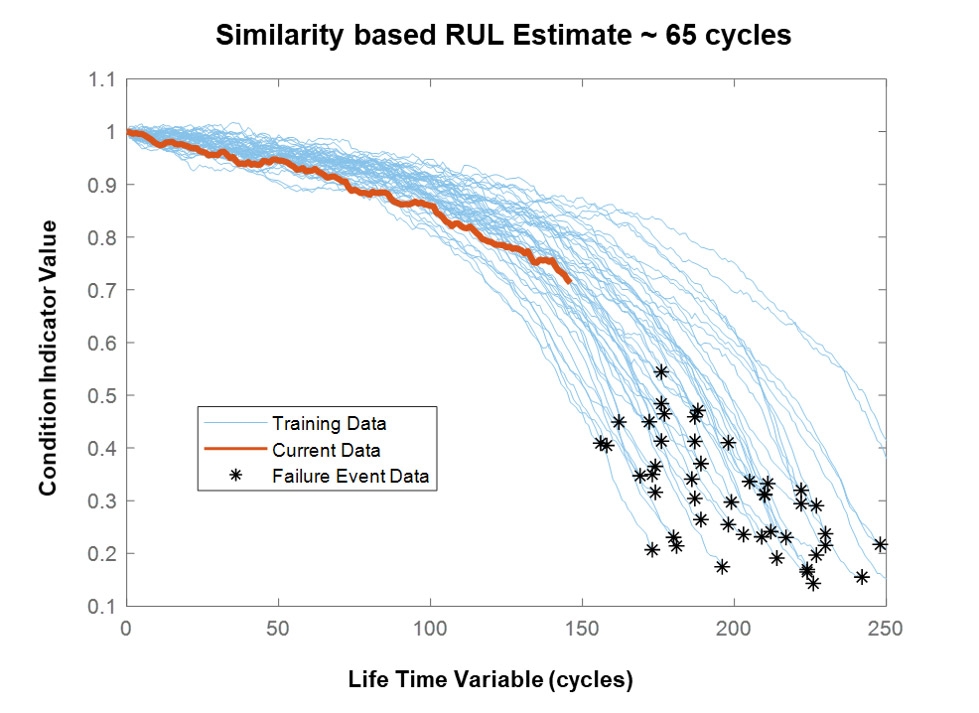 Similarity based RUL Estimate ~ 65 cycles
1.1
1
0.9
0.8
0.7
0.6
0.5
0.4
0.3
0.2
0.1
Condition Indicator Value
Training Data
Current Data
Failure Event Data
0 50 100 150 200 250
Life Time Variable (cycles)